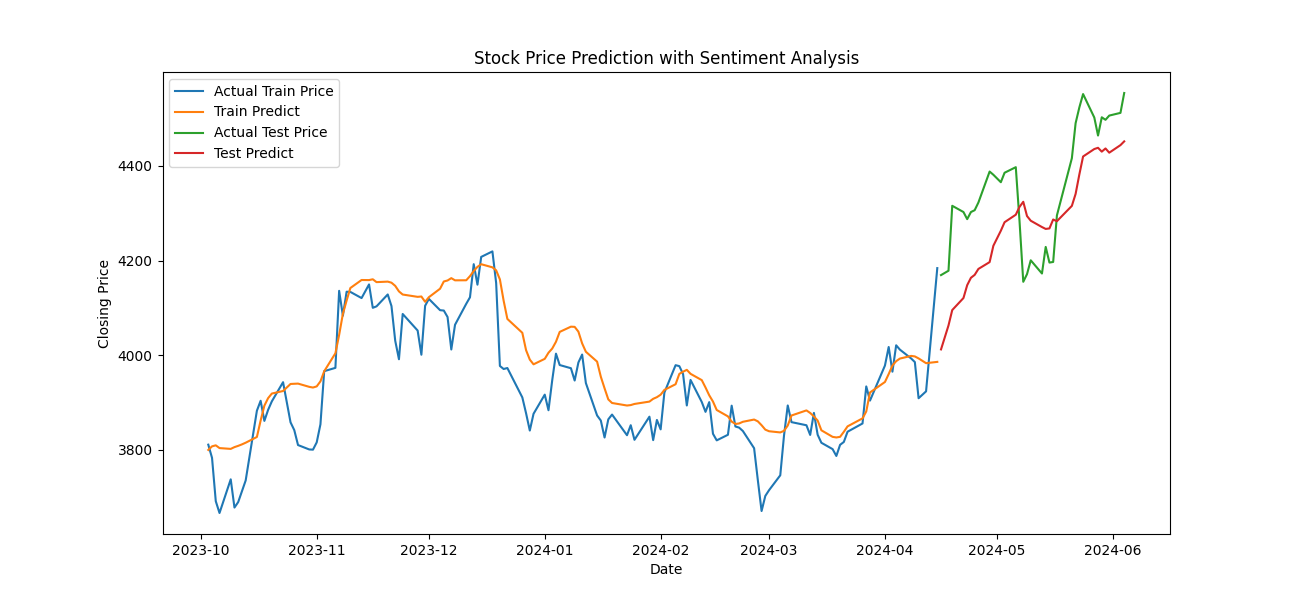 Stock Price Prediction with Sentiment Analysis
Actual Train Price
Train Predict
Actual Test Price
Test Predict
Closing Price
4400
4200
4000
3800
2023-10 2023-11 2023-12 2024-01 2024-02 2024-03 2024-04 2024-05 2024-06
Date